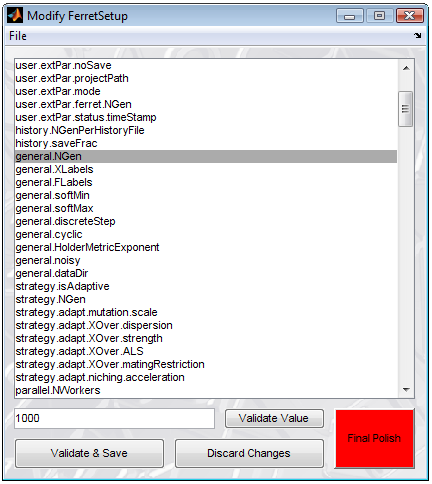 Modify FerretSetup
File
user.extPar.noSave
user.extPar.projectPath
user.extPar.mode
user.extPar.ferret.NGen
user.extPar.status.timeStamp
history.NGenPerHistoryFile
history.saveFrac
general.NGen
general.XLabels
general.FLabels
general.softMin
general.softMax
general.discreteStep
general.cyclic
general.HolderMetricExponent
general.noisy
general.dataDir
strategy.isAdaptive
strategy.NGen
strategy.adapt.mutation.scale
strategy.adapt.XOver.dispersion
strategy.adapt.XOver.strength
strategy.adapt.XOver.ALS
strategy.adapt.XOver.matingRestriction
strategy.adapt.niching.acceleration
parallel.NWorkers
1000
Validate Value
Final Polish
Validate & Save
Discard Changes